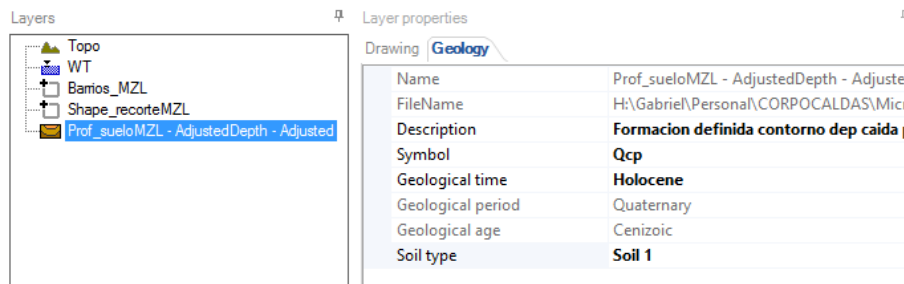 Layers
Topo
WT
Barrios_MZL
Shape_recorteMZL
Prof_sueloMZL - AdjustedDepth - Adjusted
Layer properties
Drawing Geology
Name Prof_sueloMZL - AdjustedDepth - Adjuste
FileName H:\Gabriel\Personal\CORPOCALDAS\Micr
Description Formacion definida contorno dep caida
Symbol Qcp
Geological time Holocene
Geological period Quaternary
Geological age Cenizoic
Soil type Soil 1